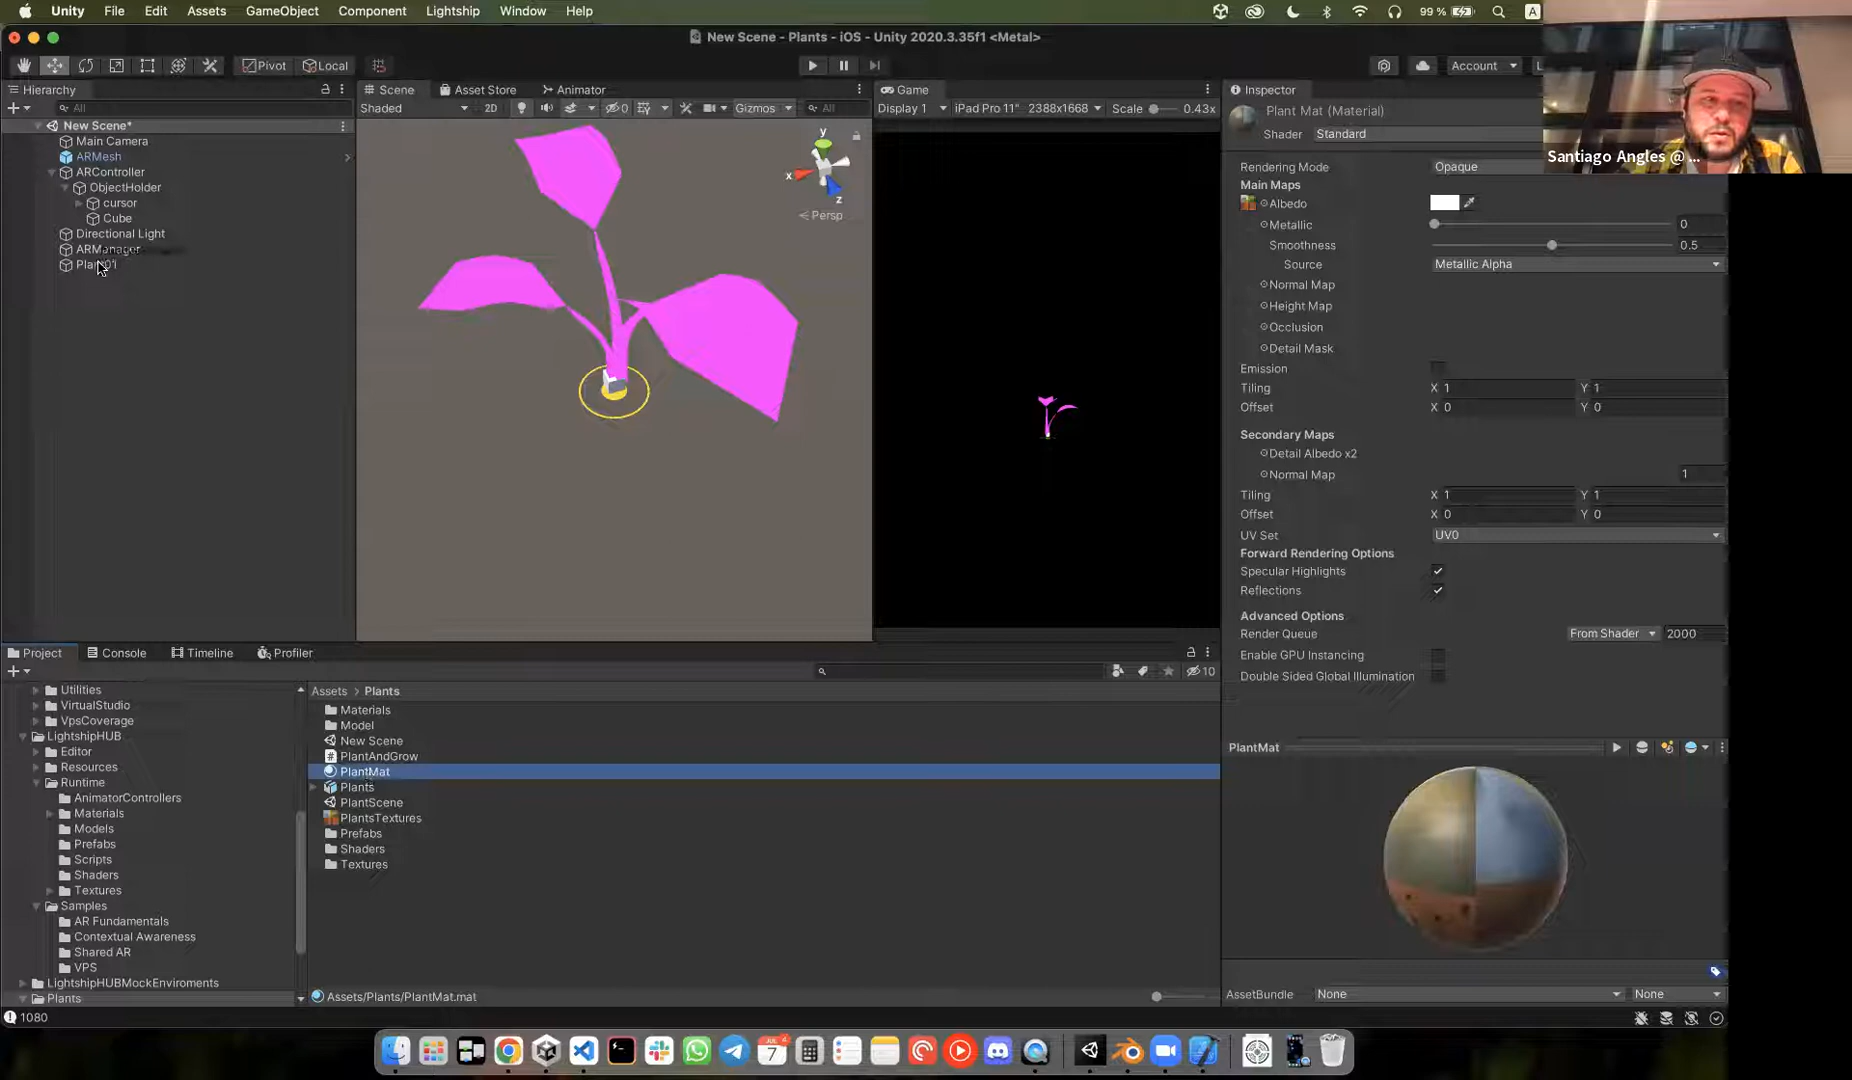 Unity File Edit Assets GameObject Component Lightship Window Help
99 % A
New Scene - Plants - iOS - Unity 2020.3.35f1 <Metal>
Pivot Local Account
Hierarchy
All
New Scene*
Main Camera
ARMesh
ARController
ObjectHolder
cursor
Cube
Directional Light
ARManager
Scene Asset Store Animator
Shaded 2D 0 Gizmos All
y
x
z
Persp
Game
Display 1 iPad Pro 11" 2388x1668 Scale 0.43x
Inspector
Plant Mat (Material)
Shader Standard
Santiago Angles @ ...
Rendering Mode Opaque
Main Maps
Albedo
Metallic 0
Smoothness 0.5
Source Metallic Alpha
Normal Map
Height Map
Occlusion
Detail Mask
Emission
Tiling X 1 Y 1
Offset X 0 Y 0
Secondary Maps
Detail Albedo x2
Normal Map 1
Tiling X 1 Y 1
Offset X 0 Y 0
UV Set UV0
Forward Rendering Options
Specular Highlights
Reflections
Advanced Options
Render Queue From Shader 2000
Enable GPU Instancing
Double Sided Global Illumination
PlantMat
AssetBundle None None
Project Console Timeline Profiler
10
Utilities
VirtualStudio
VpsCoverage
LightshipHUB
Editor
Resources
Runtime
AnimatorControllers
Materials
Models
Prefabs
Scripts
Shaders
Textures
Samples
AR Fundamentals
Contextual Awareness
Shared AR
VPS
LightshipHUBMockEnviroments
Plants
Assets > Plants
Materials
Model
New Scene
PlantAndGrow
PlantMat
Plants
PlantScene
PlantsTextures
Prefabs
Shaders
Textures
Assets/Plants/PlantMat.mat
1080
JUL
7